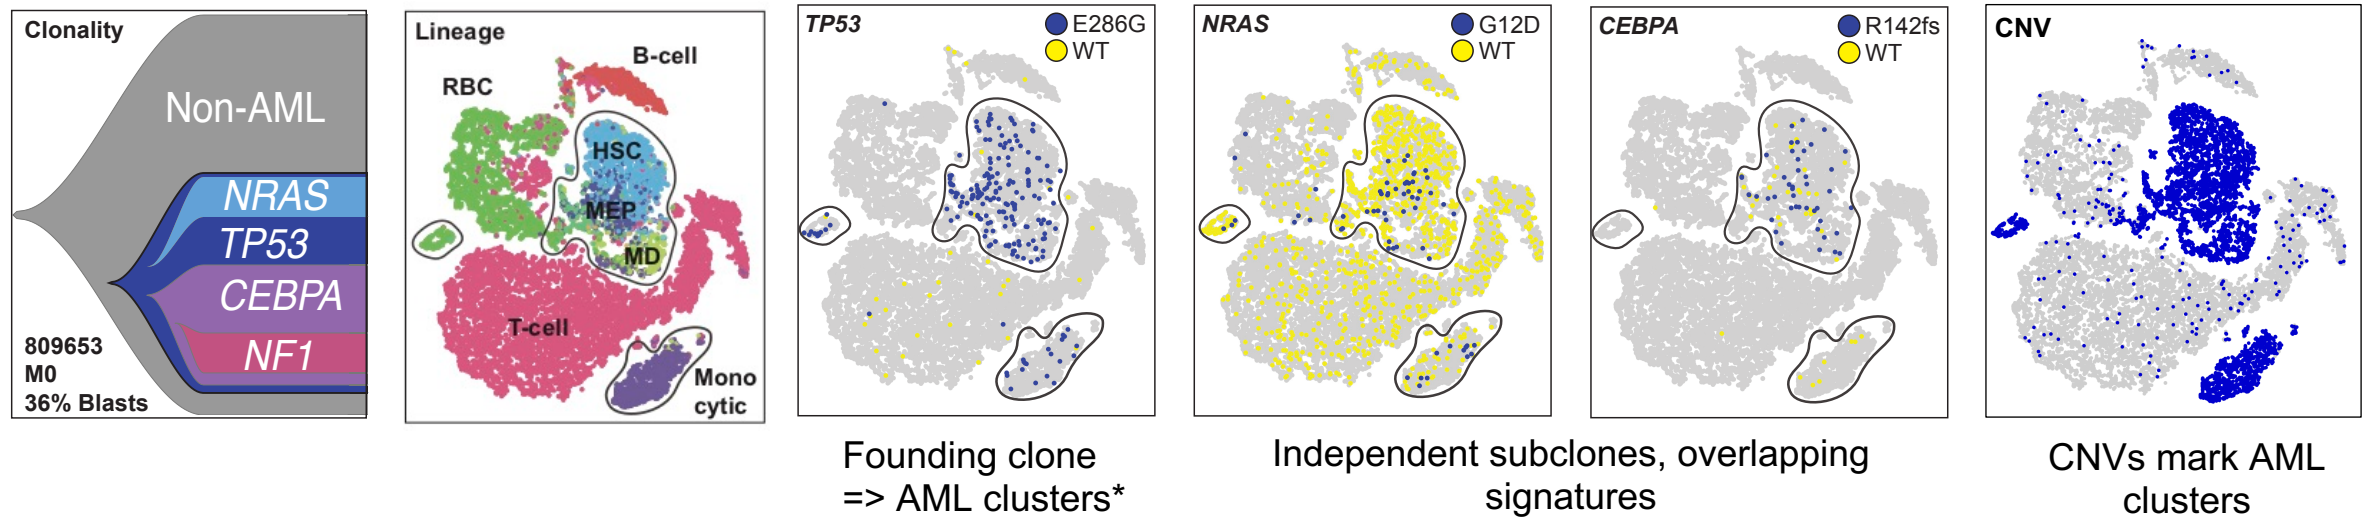 Clonality
Non-AML
NRAS
TP53
CEBPA
NF1
809653
M0
36% Blasts
Lineage
B-cell
RBC
HSC
MEP
MD
T-cell
Mono
cytic
TP53
E286G
WT
NRAS
G12D
WT
CEBPA
R142fs
WT
CNV
Founding clone
=> AML clusters*
Independent subclones, overlapping
signatures
CNVs mark AML
clusters